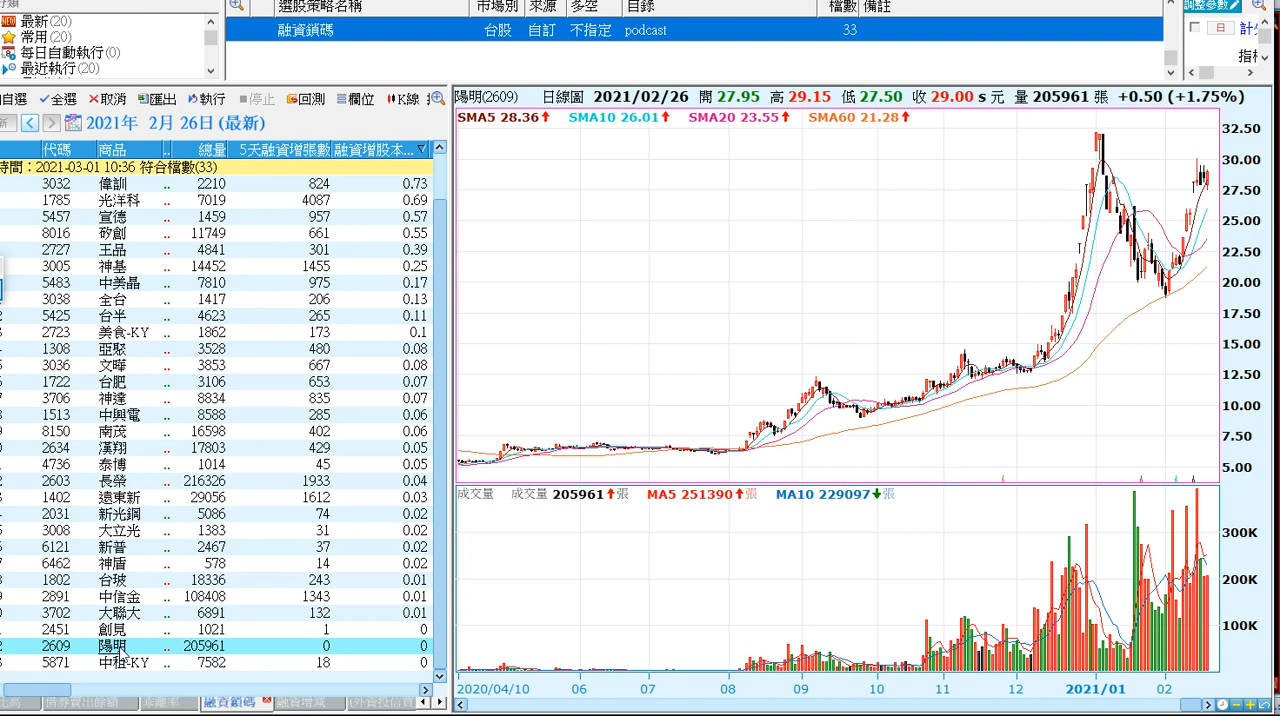 選股策略名稱 市場別 來源 多空 目錄 檔數 備註
融資鎖碼 台股 自訂 不指定 podcast 33
調整參數
日
最新(20)
常用(20)
每日自動執行(0)
最近執行(20)
自選 全選 取消 匯出 執行 停止 回測 欄位 K線
2021年 2月 26日 (最新)
代碼 商品 .. 總量 5天融資增張數 融資增股本...
時間：2021-03-01 10:36 符合檔數(33)
3032 偉訓 .. 2210 824 0.73
1785 光洋科 .. 7019 4087 0.69
5457 宣德 .. 1459 957 0.57
8016 矽創 .. 11749 661 0.55
2727 王品 .. 4841 301 0.39
3005 神基 .. 14452 1455 0.25
5483 中美晶 .. 7810 975 0.17
3038 全台 .. 1417 206 0.13
5425 台半 .. 4623 265 0.11
2723 美食-KY .. 1862 173 0.1
1308 亞聚 .. 3528 480 0.08
3036 文曄 .. 3853 667 0.08
1722 台肥 .. 3106 653 0.07
3706 神達 .. 8834 835 0.07
1513 中興電 .. 8588 285 0.06
8150 南茂 .. 16598 402 0.06
2634 漢翔 .. 17803 429 0.05
4736 泰博 .. 1014 45 0.05
2603 長榮 .. 216326 1933 0.04
1402 遠東新 .. 29056 1612 0.03
2031 新光鋼 .. 5086 74 0.02
3008 大立光 .. 1383 31 0.02
6121 新普 .. 2467 37 0.02
6462 神盾 .. 578 14 0.02
1802 台玻 .. 18336 243 0.01
2891 中信金 .. 108408 1343 0.01
3702 大聯大 .. 6891 132 0.01
2451 創見 .. 1021 1 0
2609 陽明 .. 205961 0 0
5871 中租-KY .. 7582 18 0
融資鎖碼 融資增減
陽明(2609) 日線圖 2021/02/26 開 27.95 高 29.15 低 27.50 收 29.00 s 元 量 205961 張 +0.50 (+1.75%)
SMA5 28.36 SMA10 26.01 SMA20 23.55 SMA60 21.28
32.50
30.00
27.50
25.00
22.50
20.00
17.50
15.00
12.50
10.00
7.50
5.00
成交量 成交量 205961張 MA5 251390張 MA10 229097張
300K
200K
100K
2020/04/10 06 07 08 09 10 11 12 2021/01 02